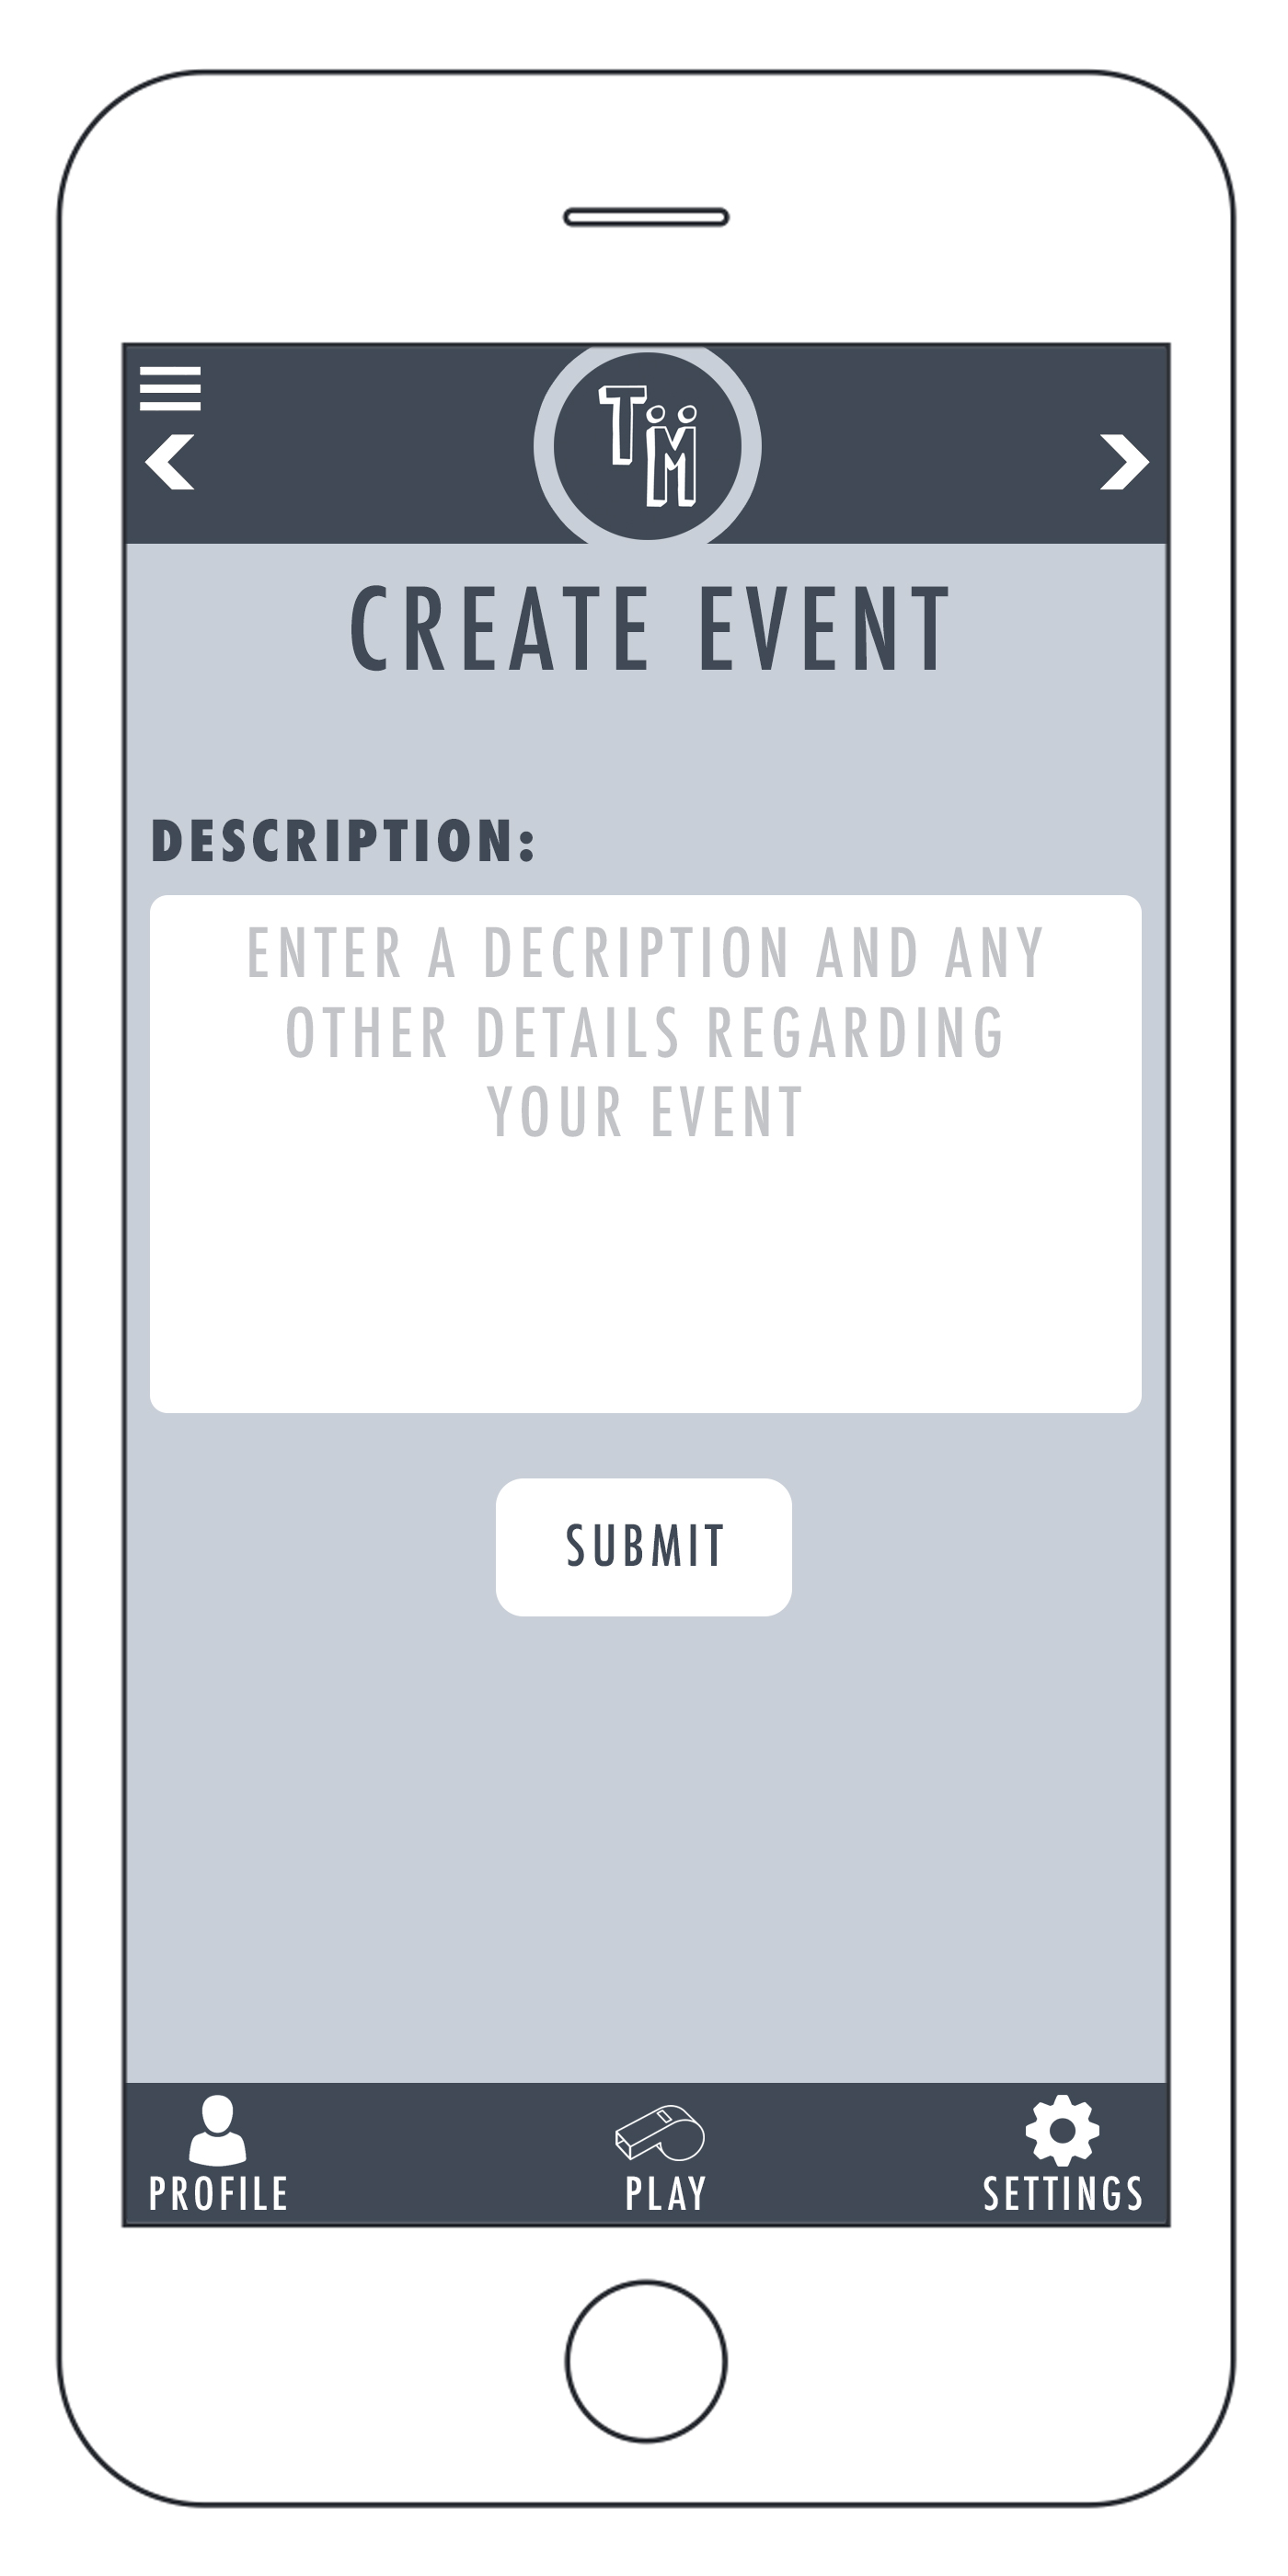 TM
CREATE EVENT
DESCRIPTION:
ENTER A DECRIPTION AND ANY
OTHER DETAILS REGARDING
YOUR EVENT
SUBMIT
PROFILE PLAY SETTINGS